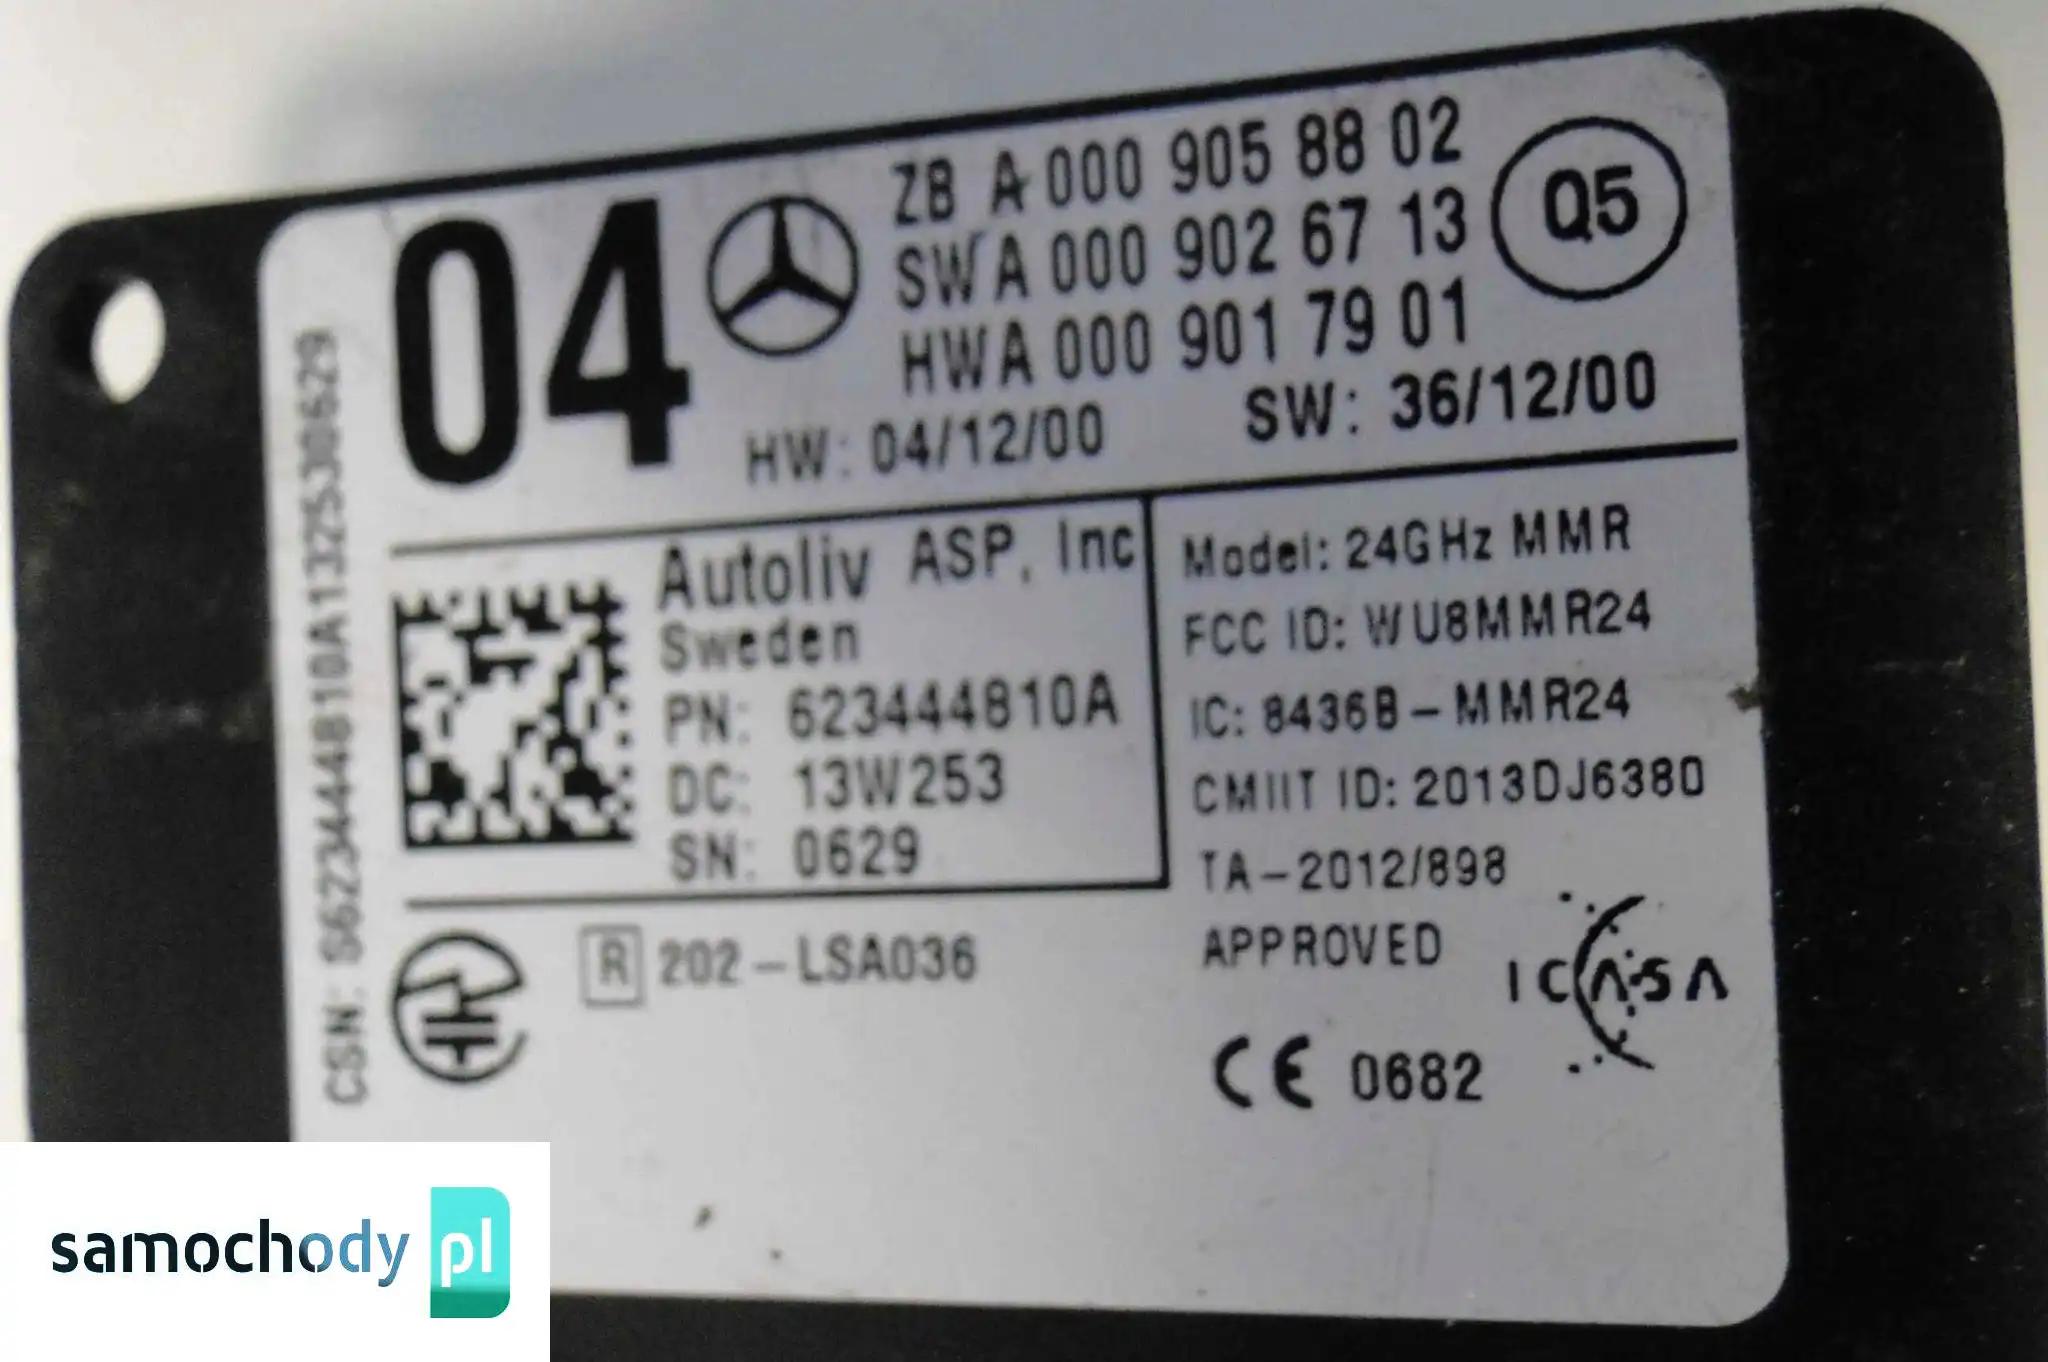 04
ZB A 000 905 88 02
SW A 000 902 67 13
HWA 000 901 79 01
Q5
HW: 04/12/00
SW: 36/12/00
Autoliv ASP, Inc
Sweden
PN: 623444810A
DC: 13W253
SN: 0629
Model: 24GHz MMR
FCC ID: WU8MMR24
IC: 8436B-MMR24
CMIIT ID: 2013DJ6380
TA-2012/898
APPROVED
ICASA
CE 0682
R 202-LSA036
CSN: S623444810A132530629
samochody pl